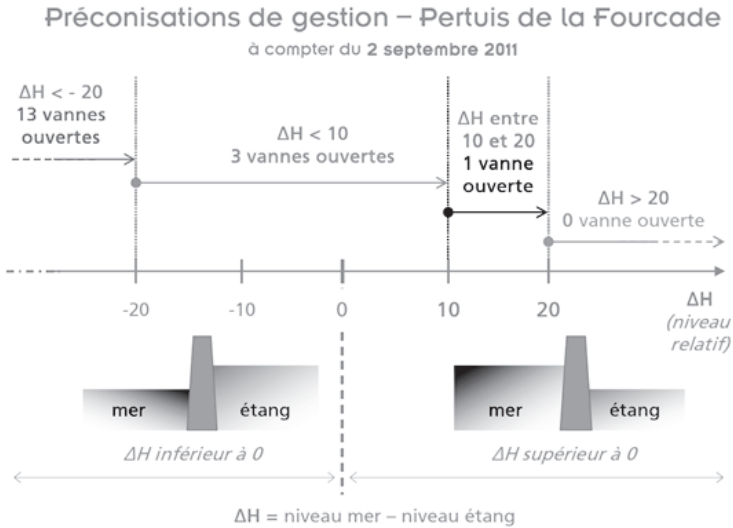 Préconisations de gestion – Pertuis de la Fourcade
à compter du 2 septembre 2011
ΔH < - 20
13 vannes
ouvertes
ΔH < 10
3 vannes ouvertes
ΔH entre
10 et 20
1 vanne
ouverte
ΔH > 20
0 vanne ouverte
-20
-10
0
10
20
ΔH
(niveau
relatif)
mer
étang
mer
étang
ΔH inférieur à 0
ΔH supérieur à 0
ΔH = niveau mer – niveau étang